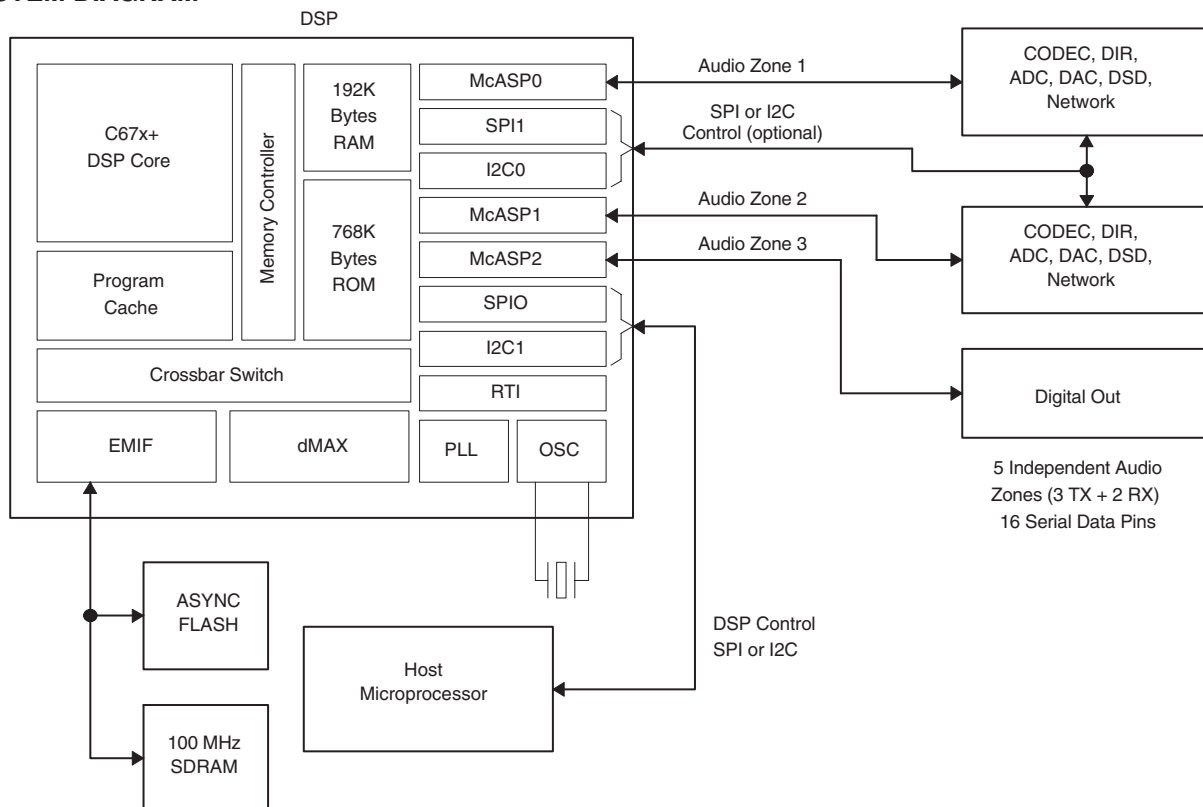 DSP
C67x+
DSP Core
Program
Cache
Memory Controller
192K
Bytes
RAM
768K
Bytes
ROM
Crossbar Switch
EMIF
dMAX
McASP0
SPI1
I2C0
McASP1
McASP2
SPIO
I2C1
RTI
PLL
OSC
Audio Zone 1
SPI or I2C
Control (optional)
Audio Zone 2
Audio Zone 3
CODEC, DIR,
ADC, DAC, DSD,
Network
CODEC, DIR,
ADC, DAC, DSD,
Network
Digital Out
5 Independent Audio
Zones (3 TX + 2 RX)
16 Serial Data Pins
ASYNC
FLASH
100 MHz
SDRAM
Host
Microprocessor
DSP Control
SPI or I2C